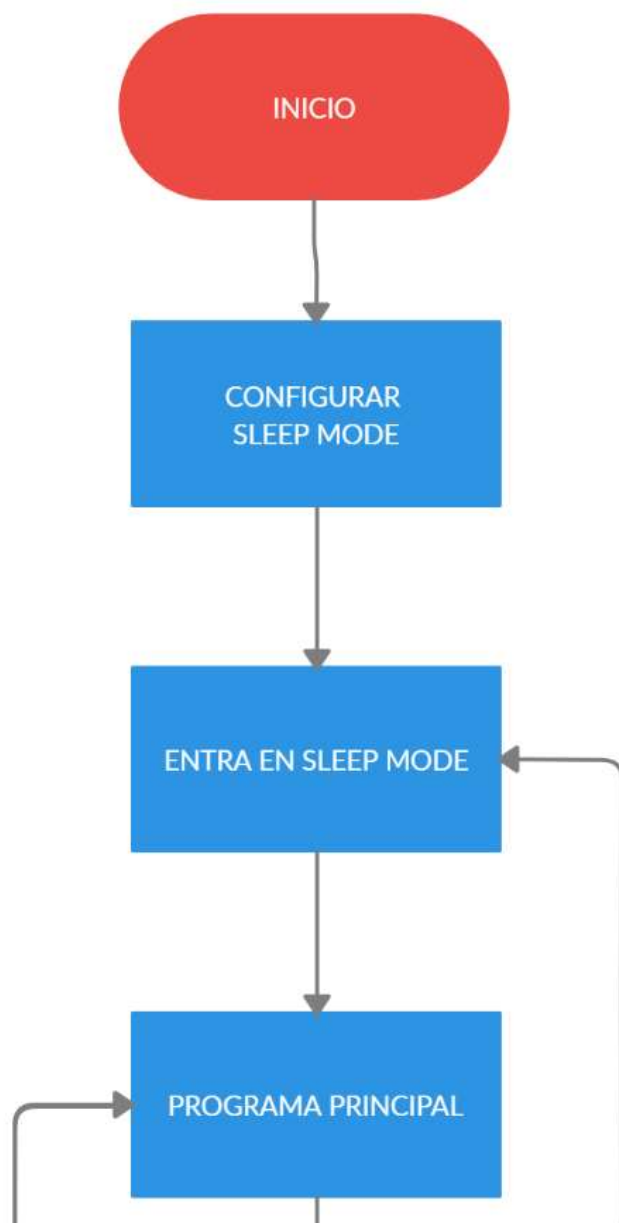 INICIO
CONFIGURAR
SLEEP MODE
ENTRA EN SLEEP MODE
PROGRAMA PRINCIPAL